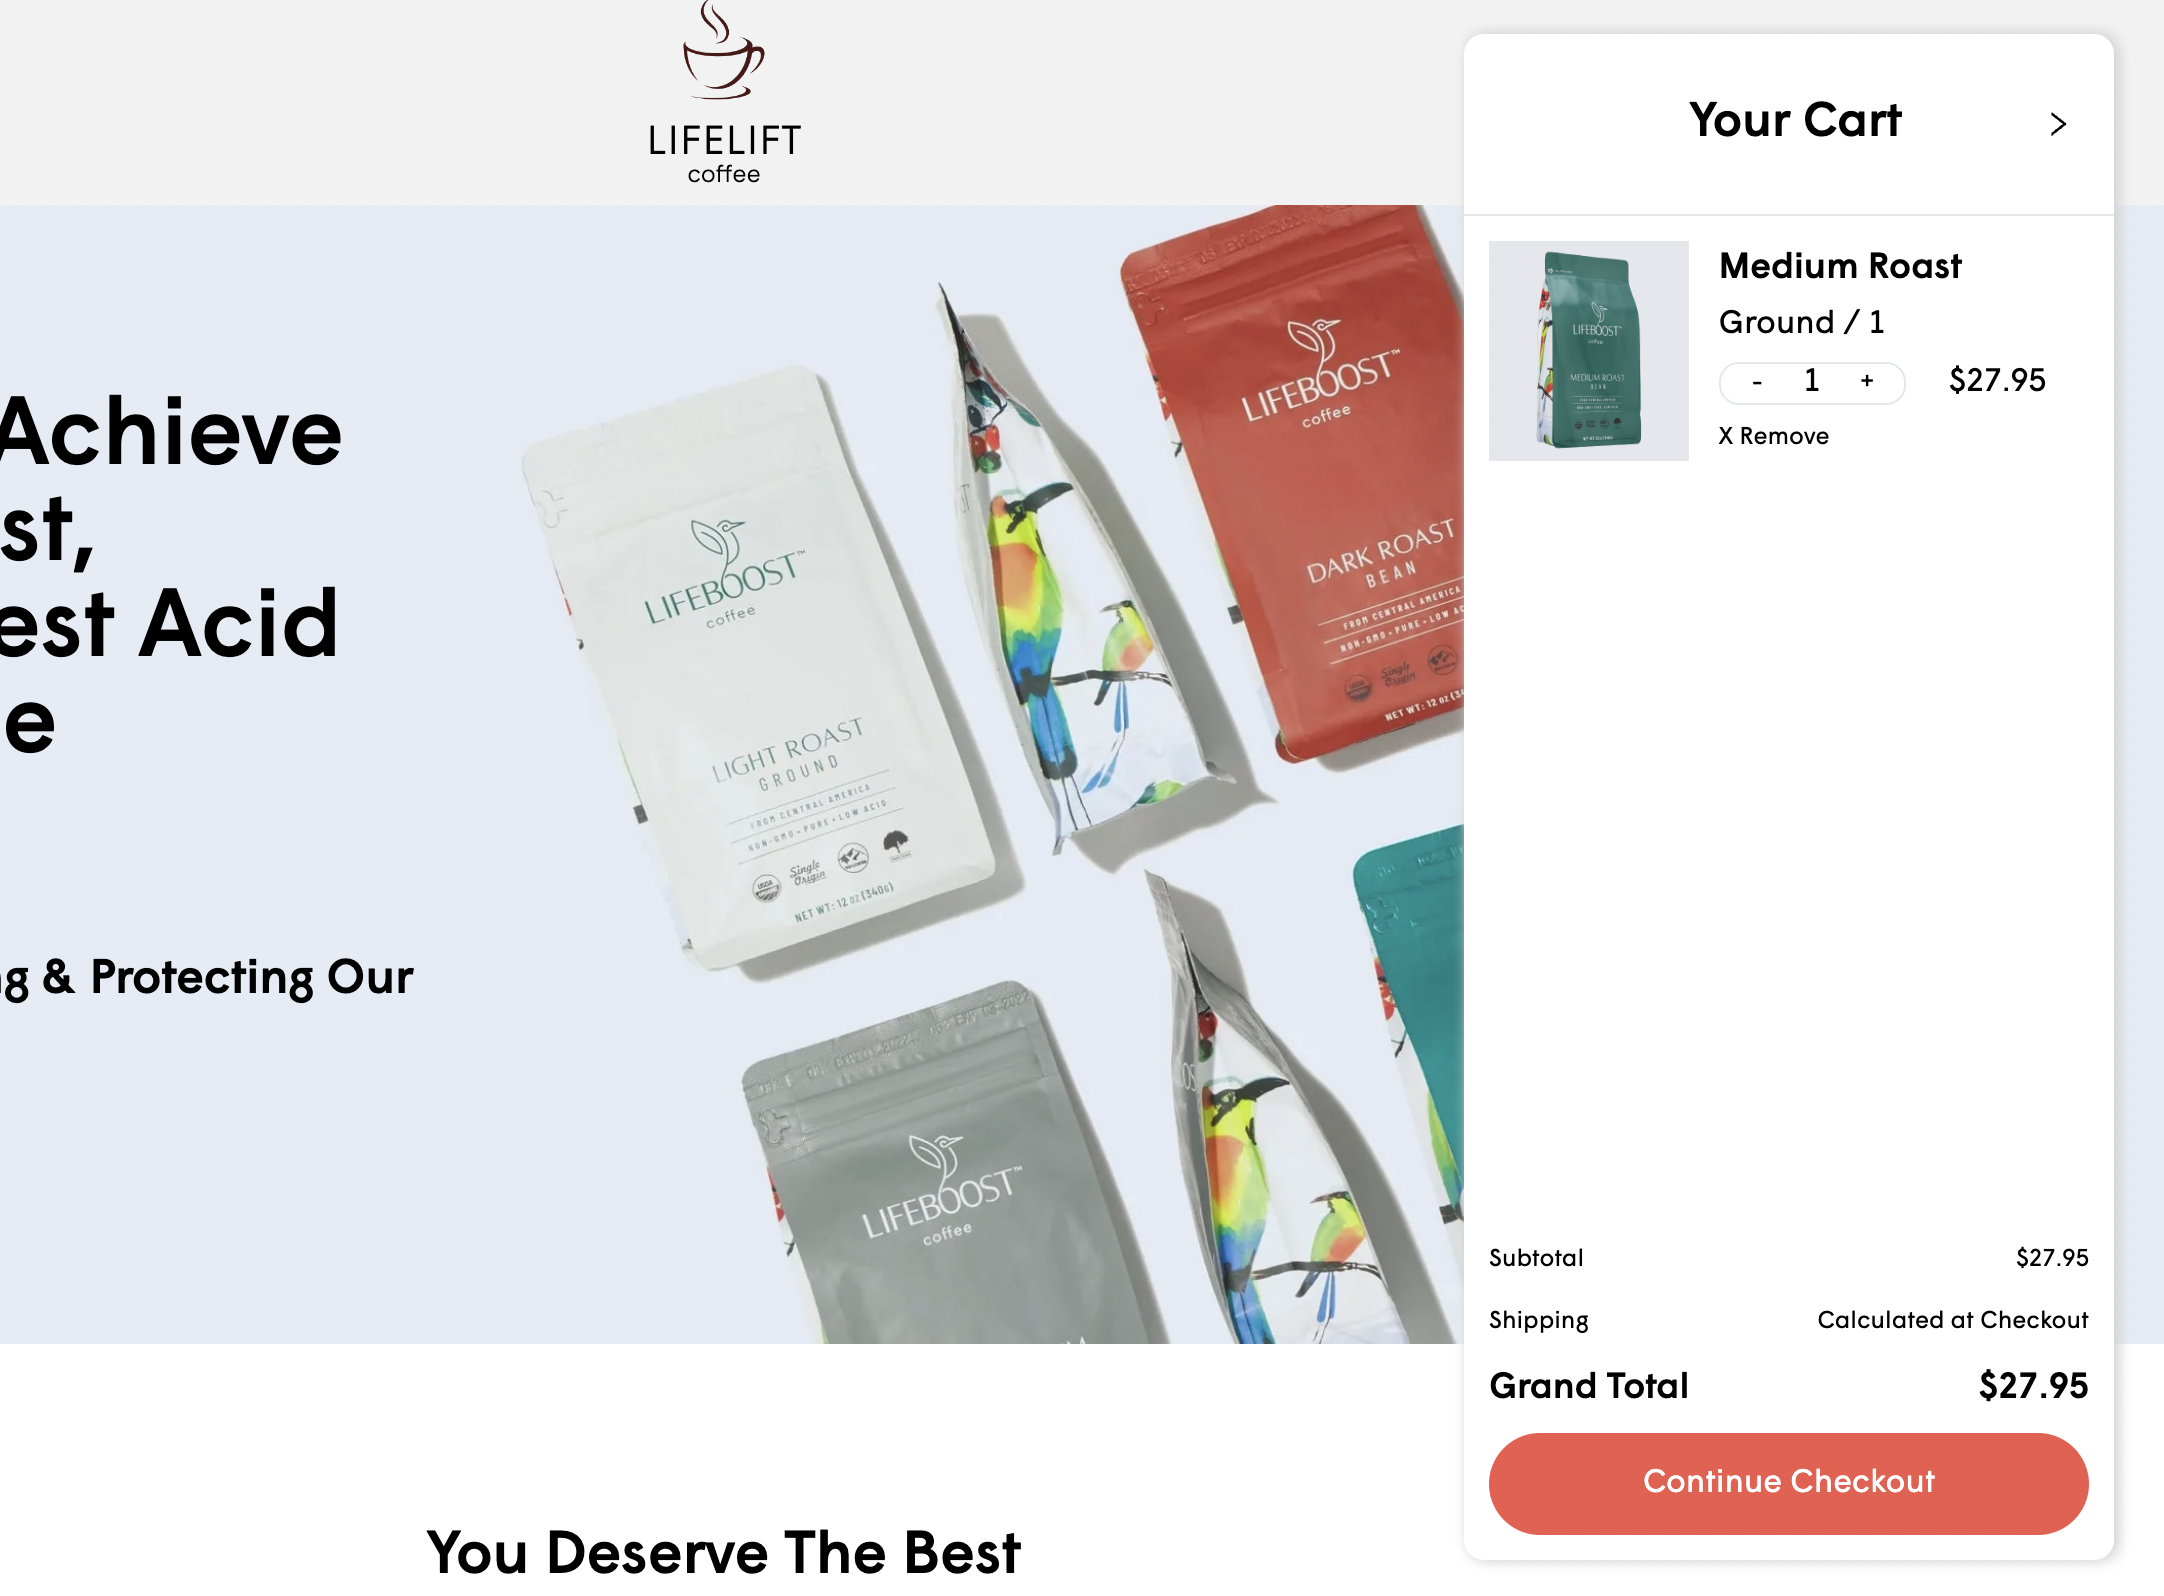 LIFELIFT
coffee
Achieve
st,
est Acid
e
g & Protecting Our
LIFEBOOST™
coffee
LIGHT ROAST
GROUND
FROM CENTRAL AMERICA
NON-GMO • PURE • LOW ACID
USDA
Single
Origin
NET WT: 12 oz (340g)
LIFEBOOST™
coffee
DARK ROAST
BEAN
FROM CENTRAL AMERICA
NON-GMO • PURE • LOW AC
Single
Origin
NET WT: 12 oz (34
LIFEBOOST™
coffee
You Deserve The Best
Your Cart
>
LIFEBOOST
coffee
MEDIUM ROAST
BEAN
Medium Roast
Ground / 1
- 1 + $27.95
X Remove
Subtotal $27.95
Shipping Calculated at Checkout
Grand Total $27.95
Continue Checkout